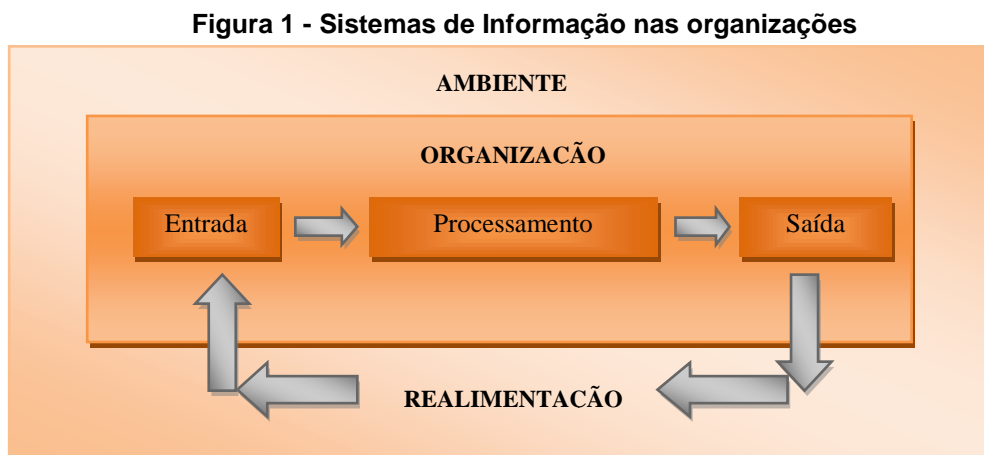 Figura 1 - Sistemas de Informação nas organizações
AMBIENTE
ORGANIZACÃO
Entrada
Processamento
Saída
REALIMENTACÃO